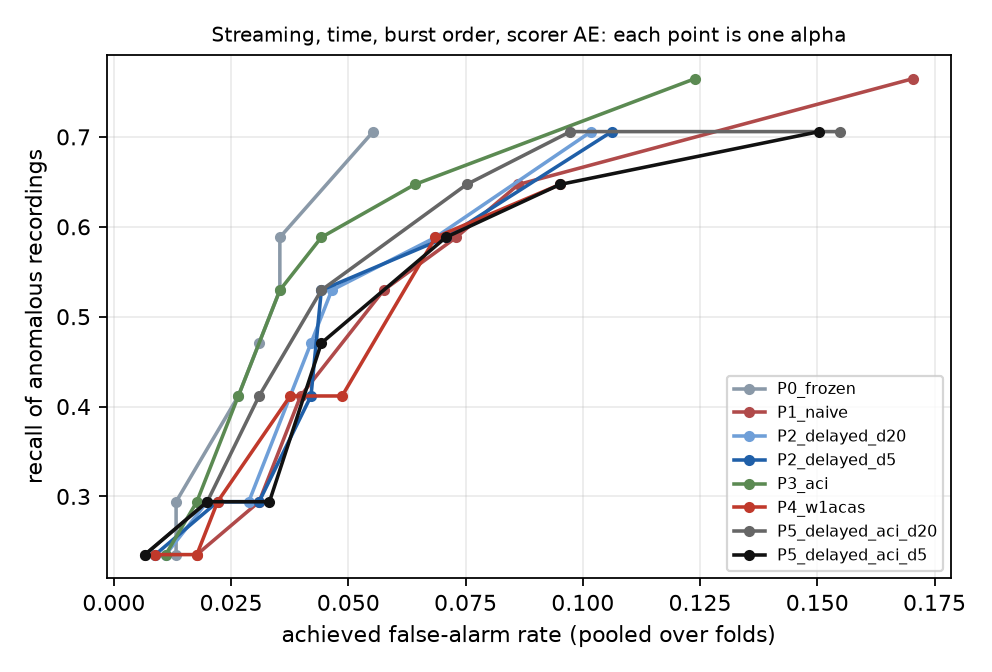 Streaming, time, burst order, scorer AE: each point is one alpha
recall of anomalous recordings
0.7
0.6
0.5
0.4
0.3
P0_frozen
P1_naive
P2_delayed_d20
P2_delayed_d5
P3_aci
P4_w1acas
P5_delayed_aci_d20
P5_delayed_aci_d5
0.000 0.025 0.050 0.075 0.100 0.125 0.150 0.175
achieved false-alarm rate (pooled over folds)